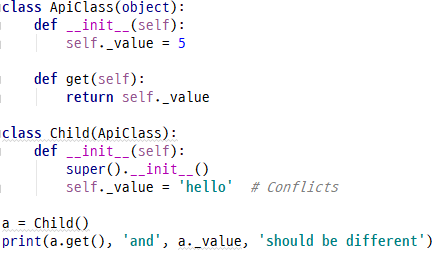 class ApiClass(object):
    def __init__(self):
        self._value = 5

    def get(self):
        return self._value

class Child(ApiClass):
    def __init__(self):
        super().__init__()
        self._value = 'hello'  # Conflicts

a = Child()
print(a.get(), 'and', a._value, 'should be different')